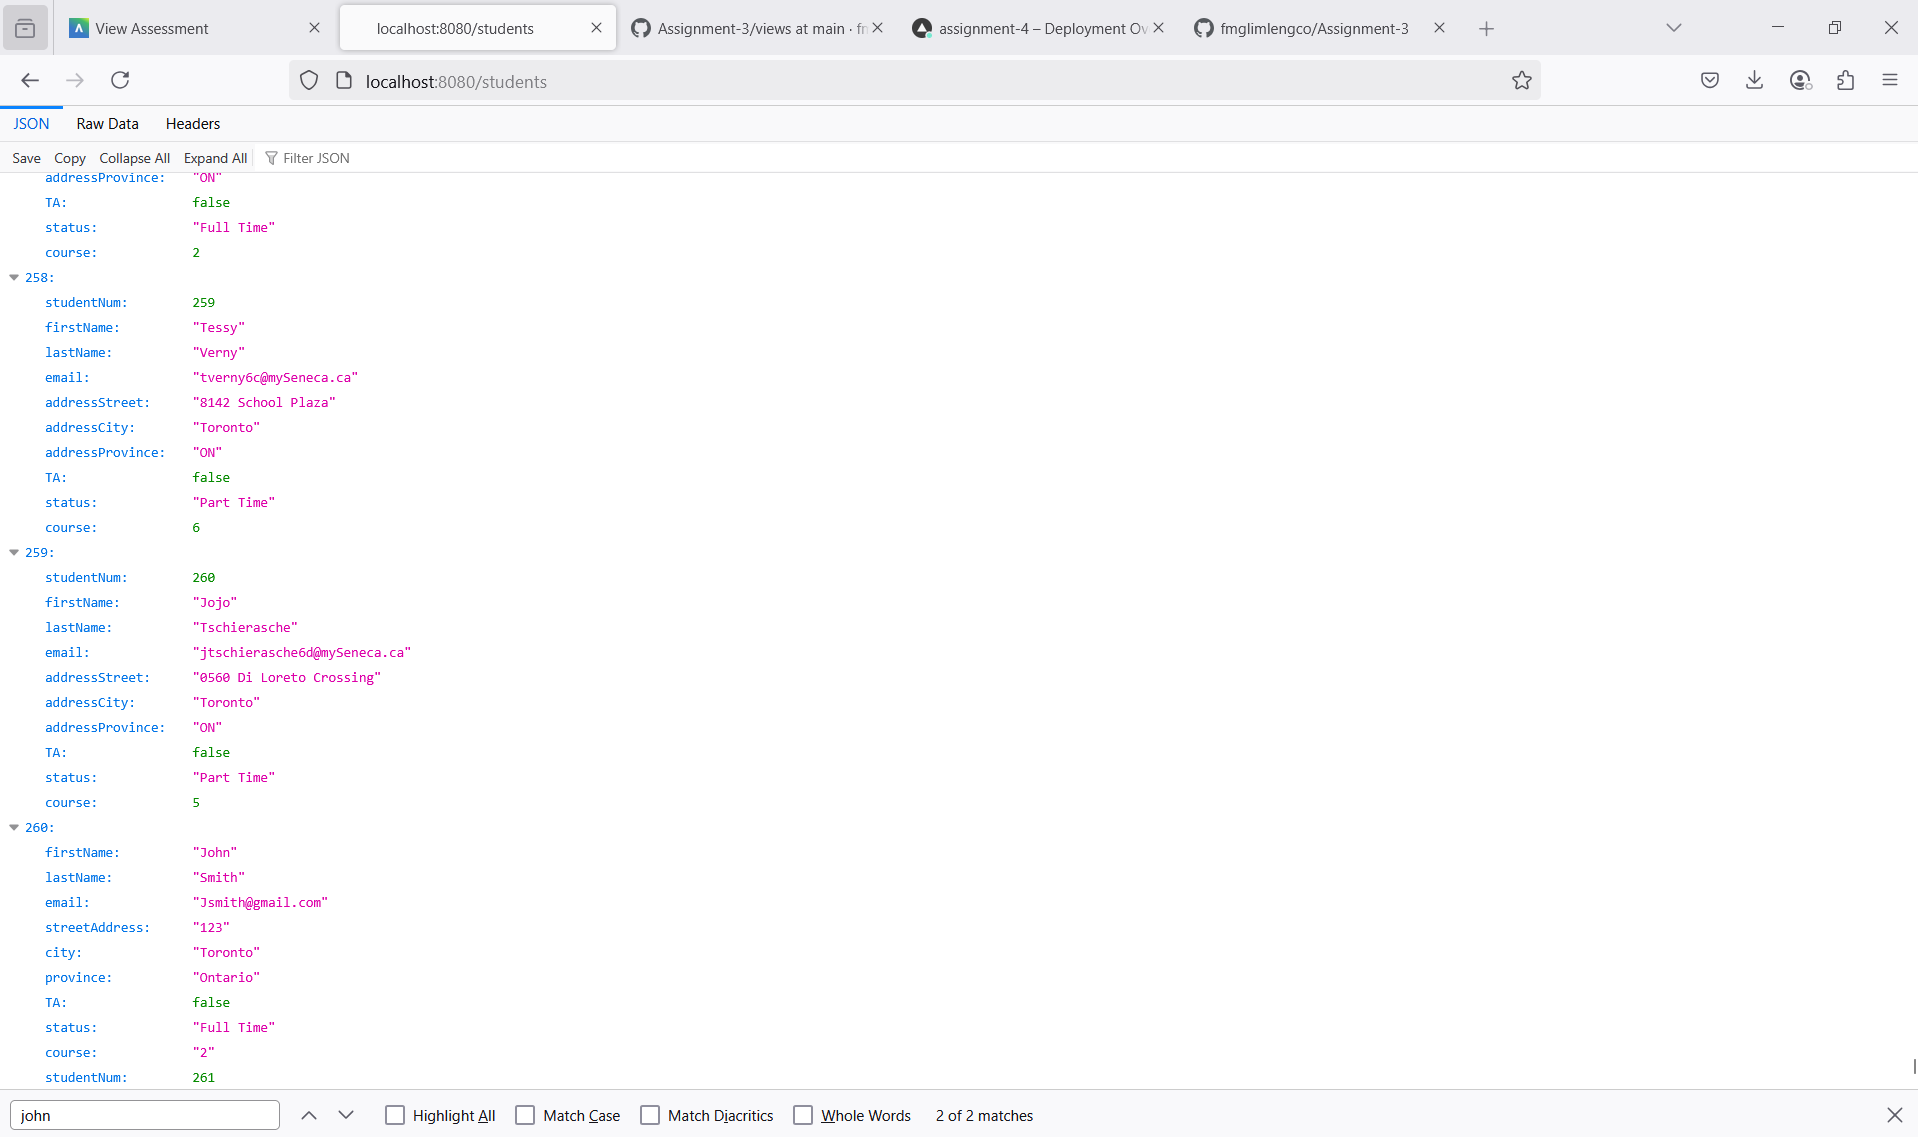 View Assessment
localhost:8080/students
Assignment-3/views at main · fm
assignment-4 – Deployment Ov
fmglimlengco/Assignment-3
localhost:8080/students
JSON Raw Data Headers
Save Copy Collapse All Expand All Filter JSON
addressProvince: "ON"
TA: false
status: "Full Time"
course: 2
258:
studentNum: 259
firstName: "Tessy"
lastName: "Verny"
email: "tverny6c@mySeneca.ca"
addressStreet: "8142 School Plaza"
addressCity: "Toronto"
addressProvince: "ON"
TA: false
status: "Part Time"
course: 6
259:
studentNum: 260
firstName: "Jojo"
lastName: "Tschierasche"
email: "jtschierasche6d@mySeneca.ca"
addressStreet: "0560 Di Loreto Crossing"
addressCity: "Toronto"
addressProvince: "ON"
TA: false
status: "Part Time"
course: 5
260:
firstName: "John"
lastName: "Smith"
email: "Jsmith@gmail.com"
streetAddress: "123"
city: "Toronto"
province: "Ontario"
TA: false
status: "Full Time"
course: "2"
studentNum: 261
john Highlight All Match Case Match Diacritics Whole Words 2 of 2 matches